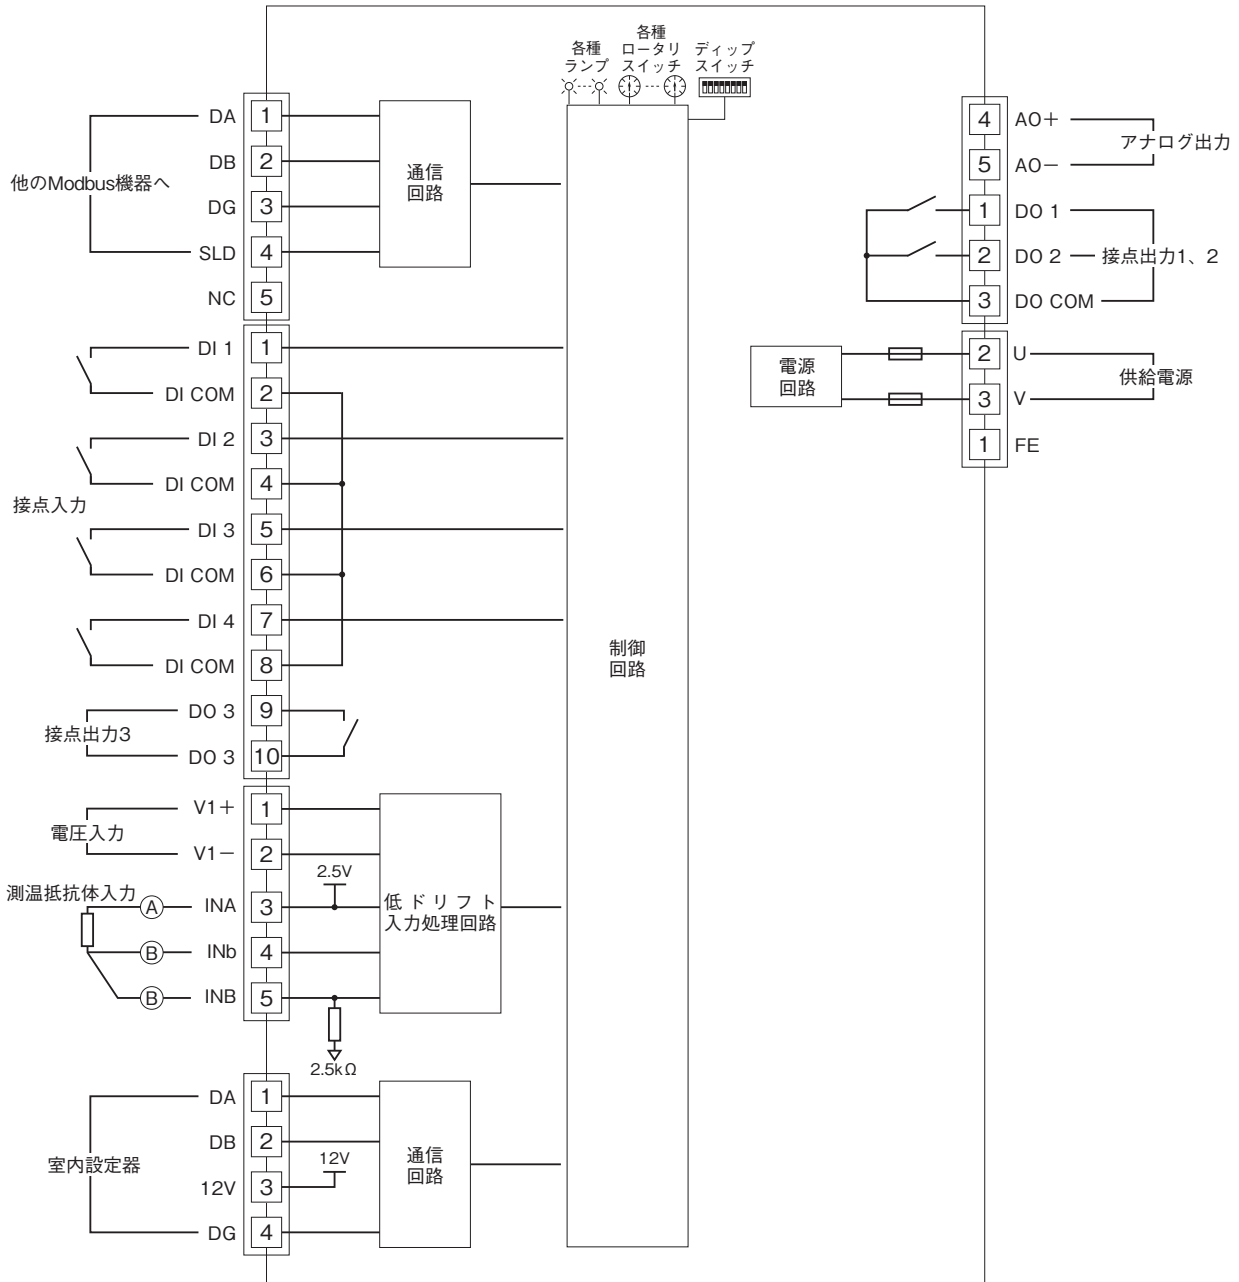 各種
ランプ
各種
ロータリ
スイッチ
ディップ
スイッチ
DA
1
DB
2
DG
3
SLD
4
NC
5
他のModbus機器へ
通信
回路
DI 1
1
DI COM
2
DI 2
3
DI COM
4
接点入力
DI 3
5
DI COM
6
DI 4
7
DI COM
8
DO 3
9
接点出力3
DO 3
10
V1+
1
電圧入力
V1−
2
測温抵抗体入力
2.5V
A
INA
3
B
INb
4
B
INB
5
低ドリフト
入力処理回路
2.5kΩ
DA
1
DB
2
室内設定器
12V
12V
3
DG
4
通信
回路
制御
回路
4
AO+
アナログ出力
5
AO−
1
DO 1
2
DO 2
接点出力1、2
3
DO COM
電源
回路
2
U
供給電源
3
V
1
FE